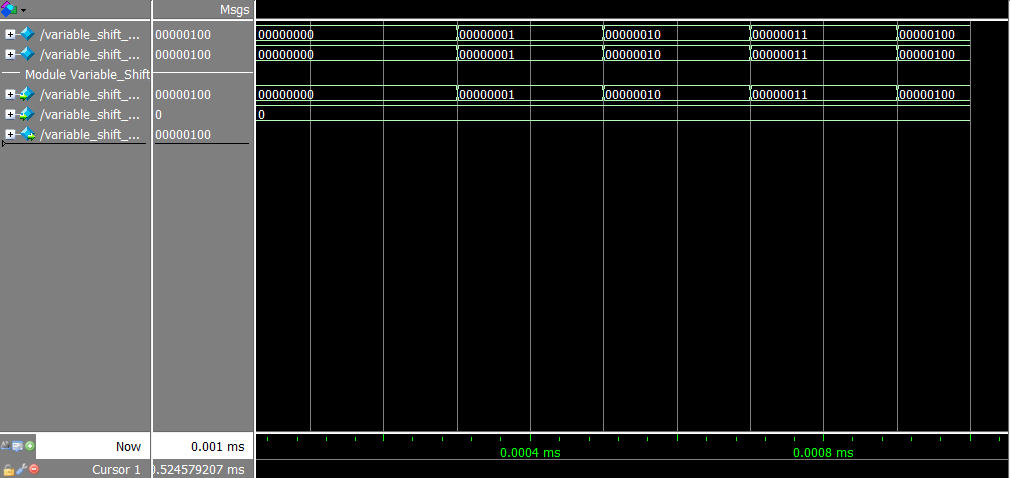 Msgs
/variable_shift_... 00000100 00000000 00000001 00000010 00000011 00000100
/variable_shift_... 00000100 00000000 00000001 00000010 00000011 00000100
Module Variable_Shift
/variable_shift_... 00000100 00000000 00000001 00000010 00000011 00000100
/variable_shift_... 0 0
/variable_shift_... 00000100
Now 0.001 ms 0.0004 ms 0.0008 ms
Cursor 1 0.524579207 ms